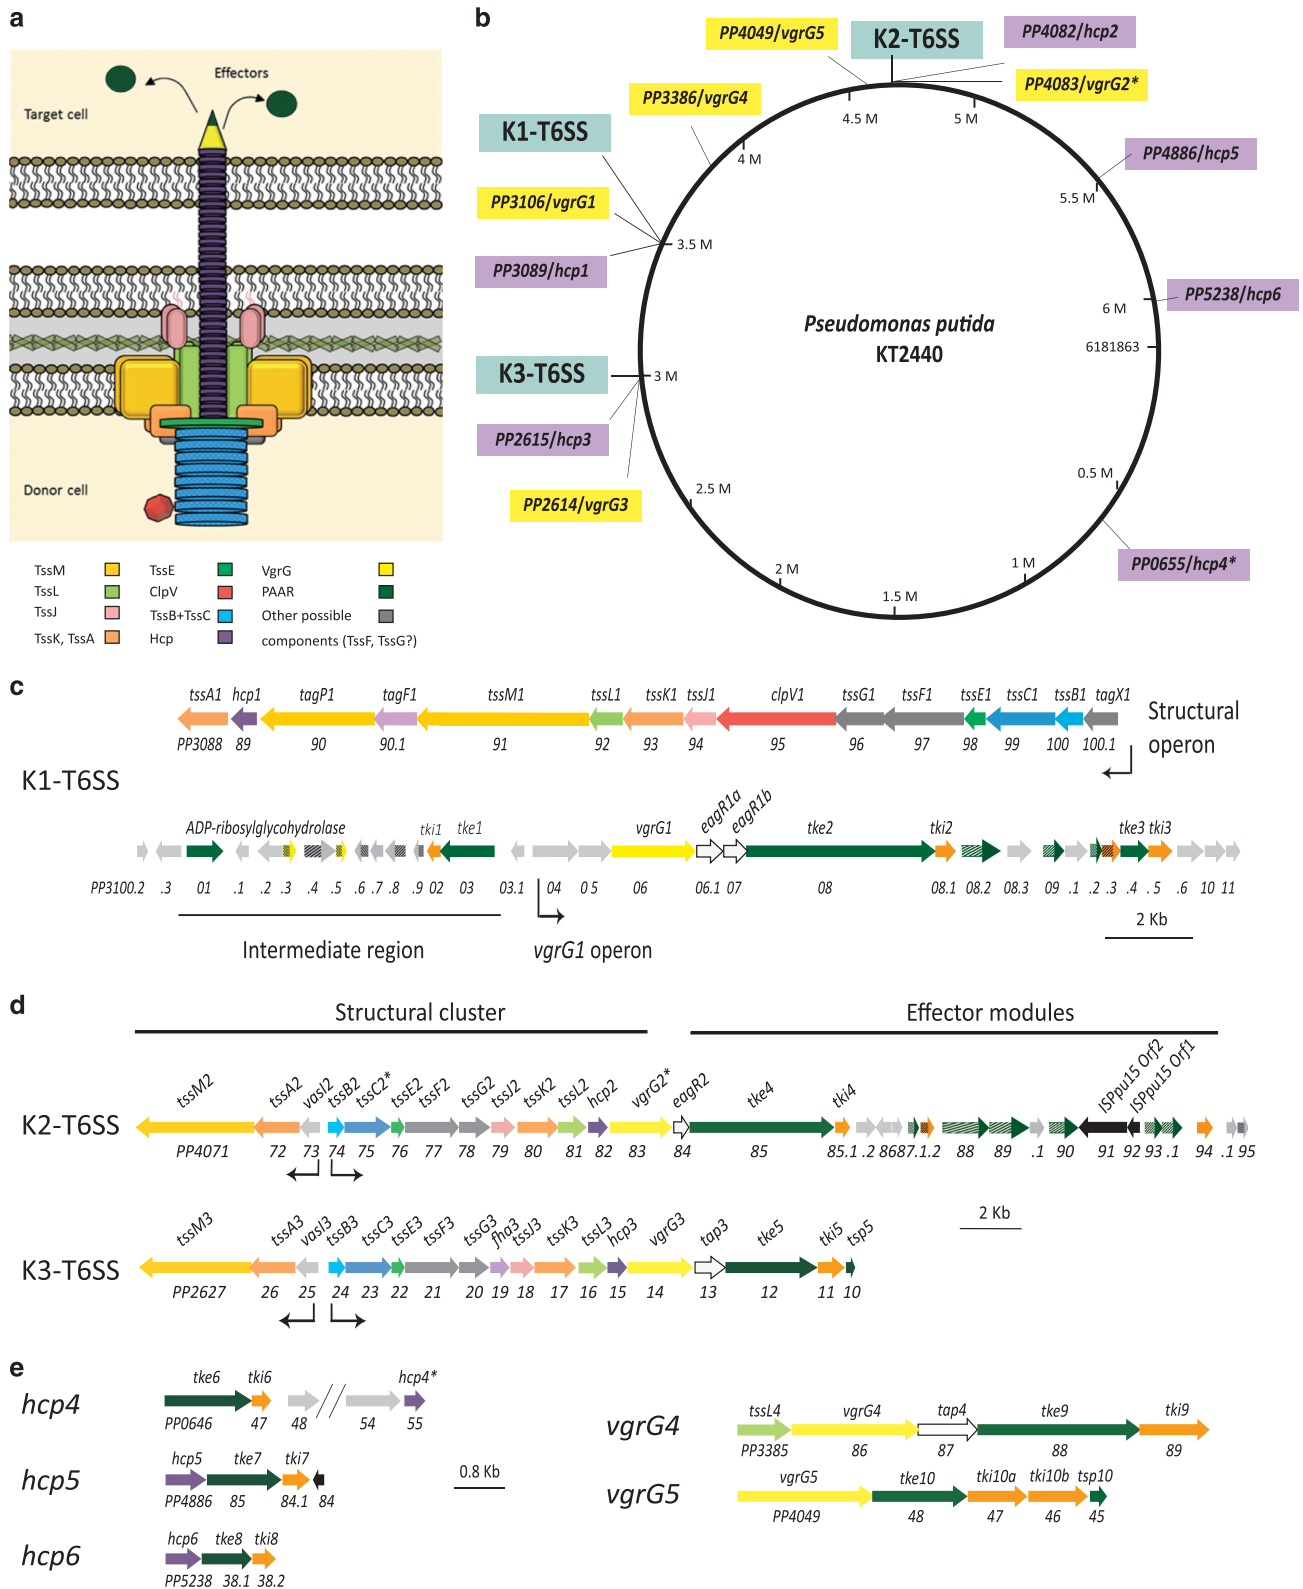 a
Effectors
Target cell
Donor cell
TssM TssE VgrG
TssL ClpV PAAR
TssJ TssB+TssC Other possible
TssK, TssA Hcp components (TssF, TssG?)
b
PP4049/vgrG5 K2-T6SS PP4082/hcp2
PP4083/vgrG2*
PP3386/vgrG4
K1-T6SS
PP4886/hcp5
PP3106/vgrG1
PP3089/hcp1
PP5238/hcp6
K3-T6SS
PP2615/hcp3
PP2614/vgrG3
PP0655/hcp4*
4.5 M 5 M
4 M
5.5 M
3.5 M
6 M
6181863
3 M
0.5 M
2.5 M
1 M
2 M
1.5 M
Pseudomonas putida
KT2440
c
tssA1 hcp1 tagP1 tagF1 tssM1 tssL1 tssK1 tssJ1 clpV1 tssG1 tssF1 tssE1 tssC1 tssB1 tagX1
PP3088 89 90 90.1 91 92 93 94 95 96 97 98 99 100 100.1
Structural
operon
K1-T6SS
ADP-ribosylglycohydrolase tki1 tke1 vgrG1 eagR1a eagR1b tke2 tki2 tke3 tki3
PP3100.2 .3 01 .1 .2 .3 .4 .5 .6 .7 .8 .9 02 03 03.1 04 0 5 06 06.1 07 08 08.1 08.2 08.3 09 .1 .2 .3 .4 . 5 .6 10 11
2 Kb
Intermediate region vgrG1 operon
d
Structural cluster Effector modules
tssM2 tssA2 vasI2 tssB2 tssC2* tssE2 tssF2 tssG2 tssJ2 tssK2 tssL2 hcp2 vgrG2* eagR2 tke4 tki4 ISPpu15 Orf2 ISPpu15 Orf1
K2-T6SS
PP4071 72 73 74 75 76 77 78 79 80 81 82 83 84 85 85.1 .2 86 87 .1 .2 88 89 .1 90 91 92 93 .1 94 .1 95
2 Kb
tssM3 tssA3 vasI3 tssB3 tssC3 tssE3 tssF3 tssG3 fha3 tssJ3 tssK3 tssL3 hcp3 vgrG3 tap3 tke5 tki5 tsp5
K3-T6SS
PP2627 26 25 24 23 22 21 20 19 18 17 16 15 14 13 12 11 10
e
hcp4
tke6 tki6 hcp4*
PP0646 47 48 54 55
hcp5
hcp5 tke7 tki7
PP4886 85 84.1 84
0.8 Kb
hcp6
hcp6 tke8 tki8
PP5238 38.1 38.2
vgrG4
tssL4 vgrG4 tap4 tke9 tki9
PP3385 86 87 88 89
vgrG5
vgrG5 tke10 tki10a tki10b tsp10
PP4049 48 47 46 45